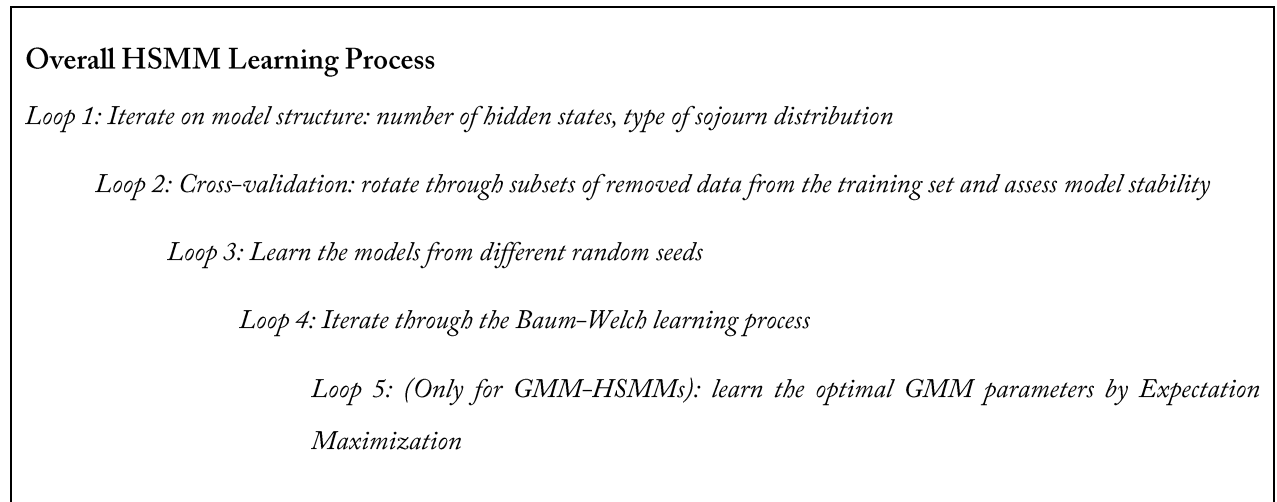 Overall HSMM Learning Process
Loop 1: Iterate on model structure: number of hidden states, type of sojourn distribution
Loop 2: Cross-validation: rotate through subsets of removed data from the training set and assess model stability
Loop 3: Learn the models from different random seeds
Loop 4: Iterate through the Baum-Welch learning process
Loop 5: (Only for GMM-HSMMs): learn the optimal GMM parameters by Expectation
Maximization